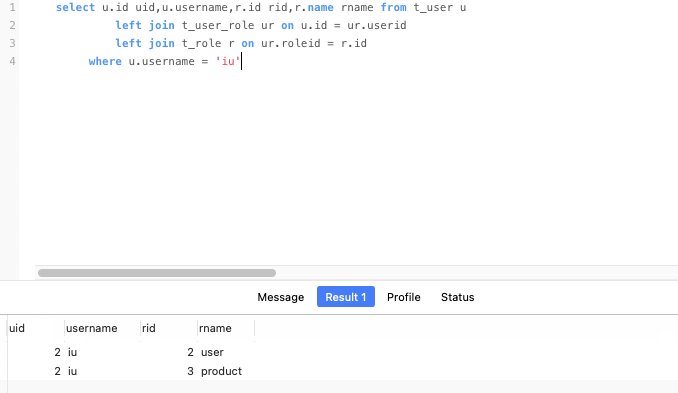 1 select u.id uid,u.username,r.id rid,r.name rname from t_user u
2 left join t_user_role ur on u.id = ur.userid
3 left join t_role r on ur.roleid = r.id
4 where u.username = 'iu'
Message Result 1 Profile Status
uid username rid rname
2 iu 2 user
2 iu 3 product